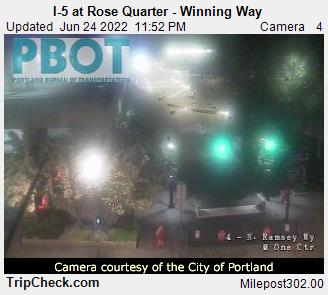 I-5 at Rose Quarter - Winning Way
Updated Jun 24 2022 11:52 PM Camera 4
PBOT
PORTLAND BUREAU OF TRANSPORTATION
4 - N. Ramsey Wy
@ One Ctr
Camera courtesy of the City of Portland
TripCheck.com Milepost302.00